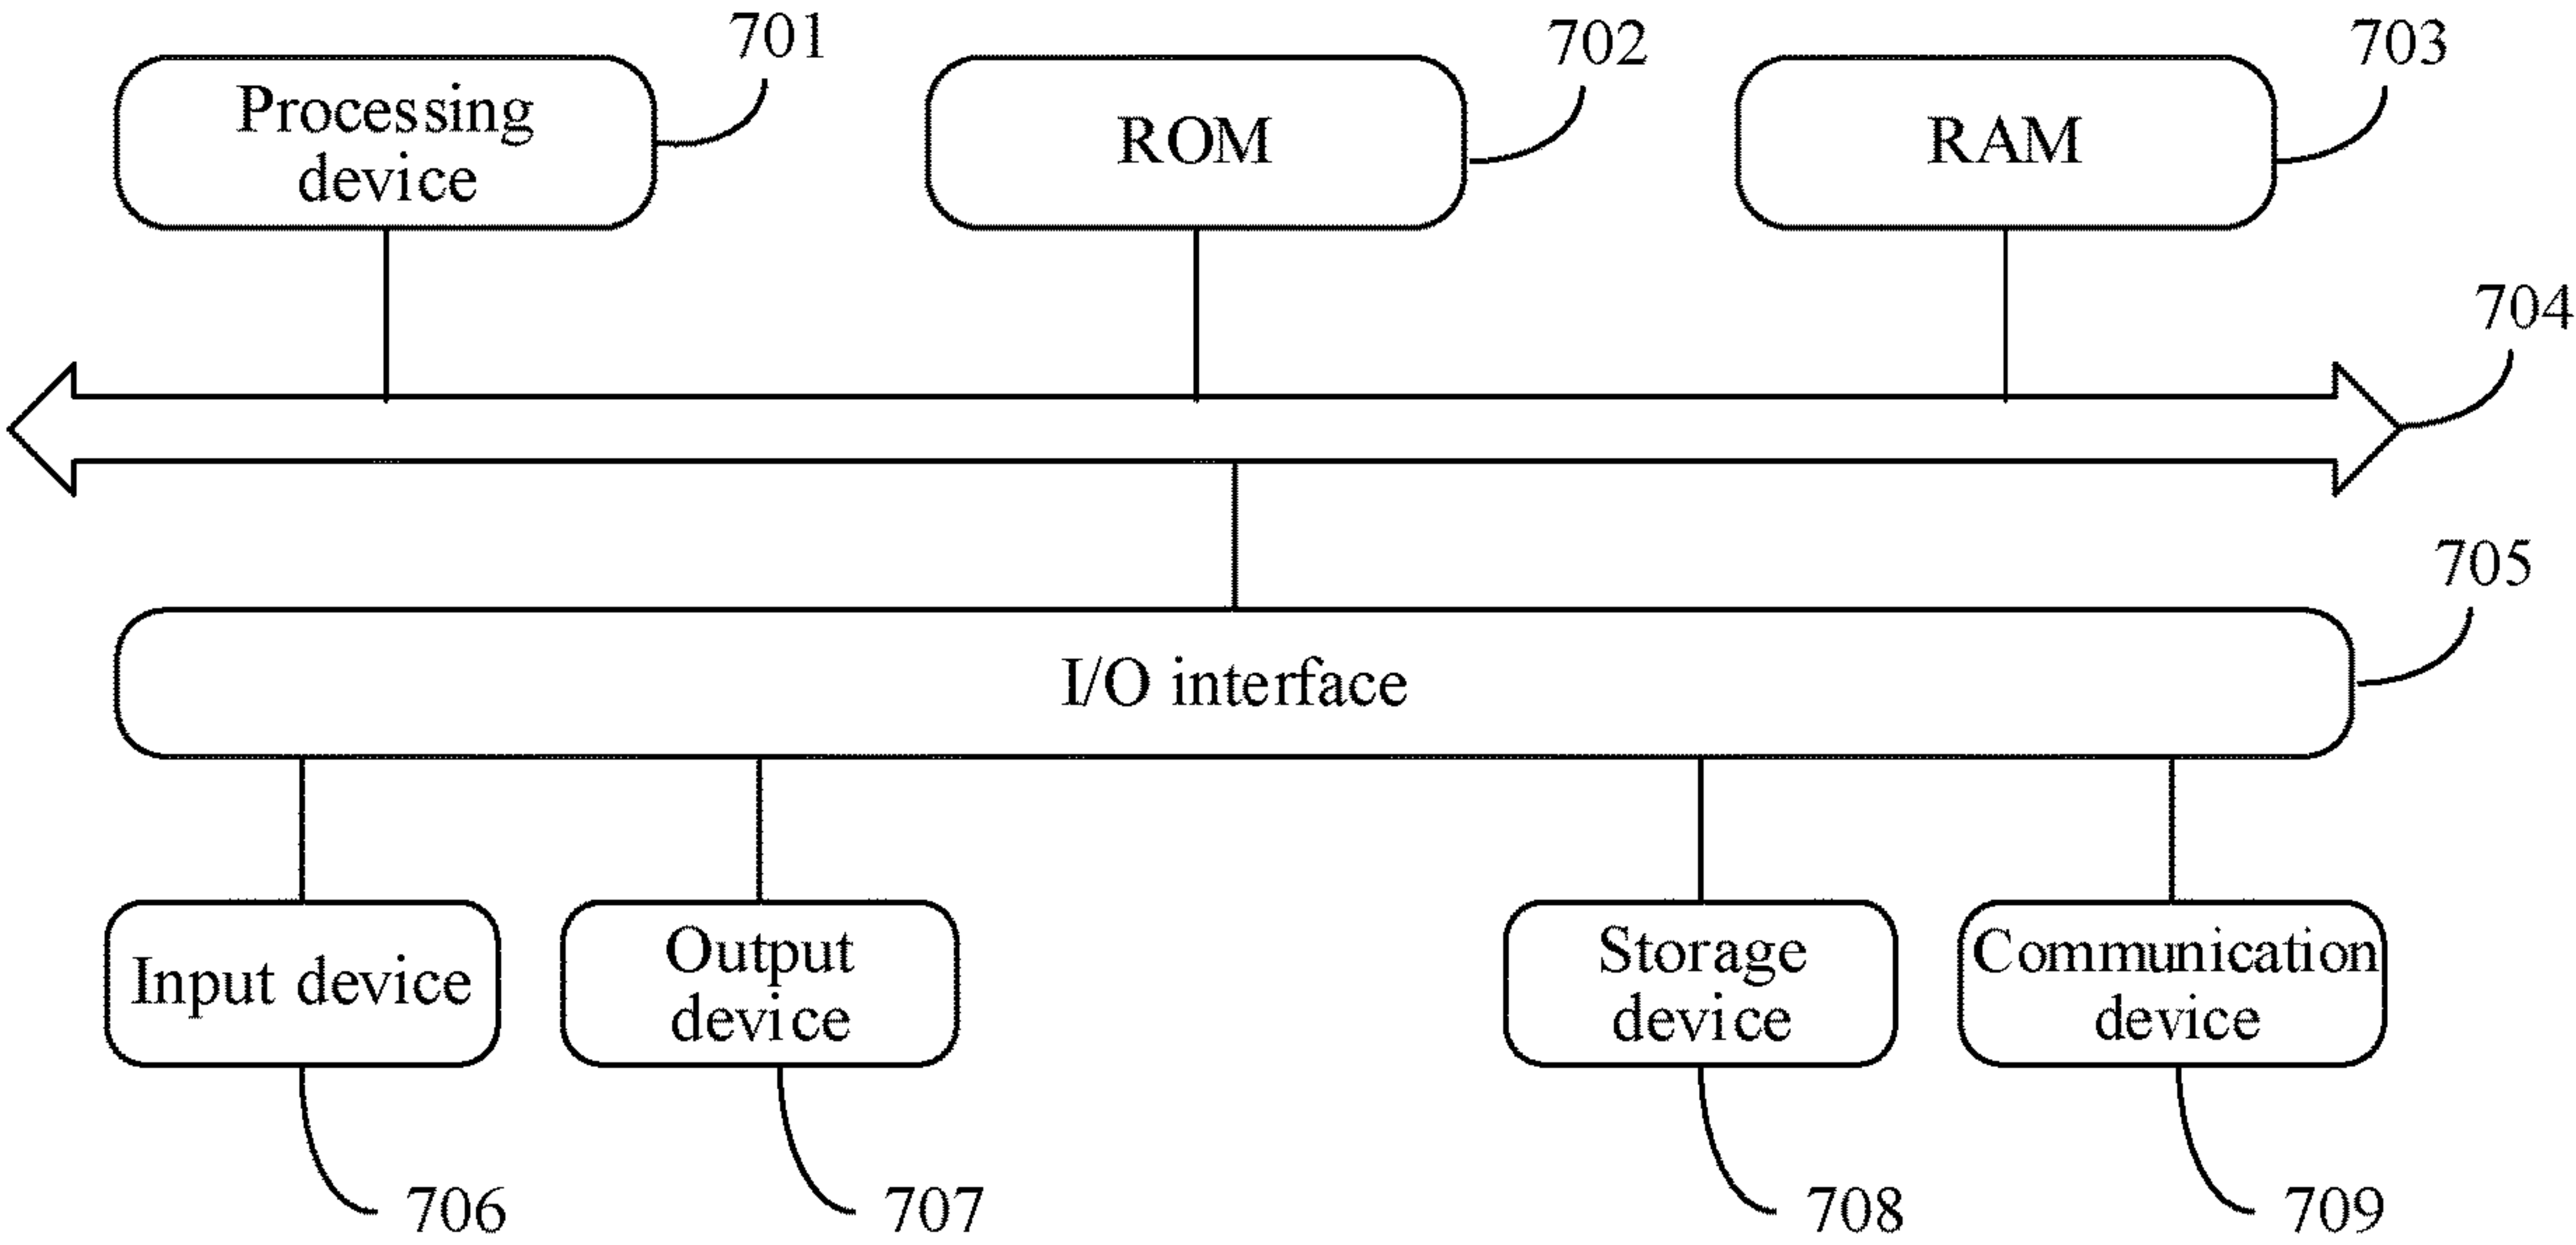 701
702
703
Processing
device
ROM
RAM
704
705
I/O interface
Input device
Output
device
Storage
device
Communication
device
706
707
708
709